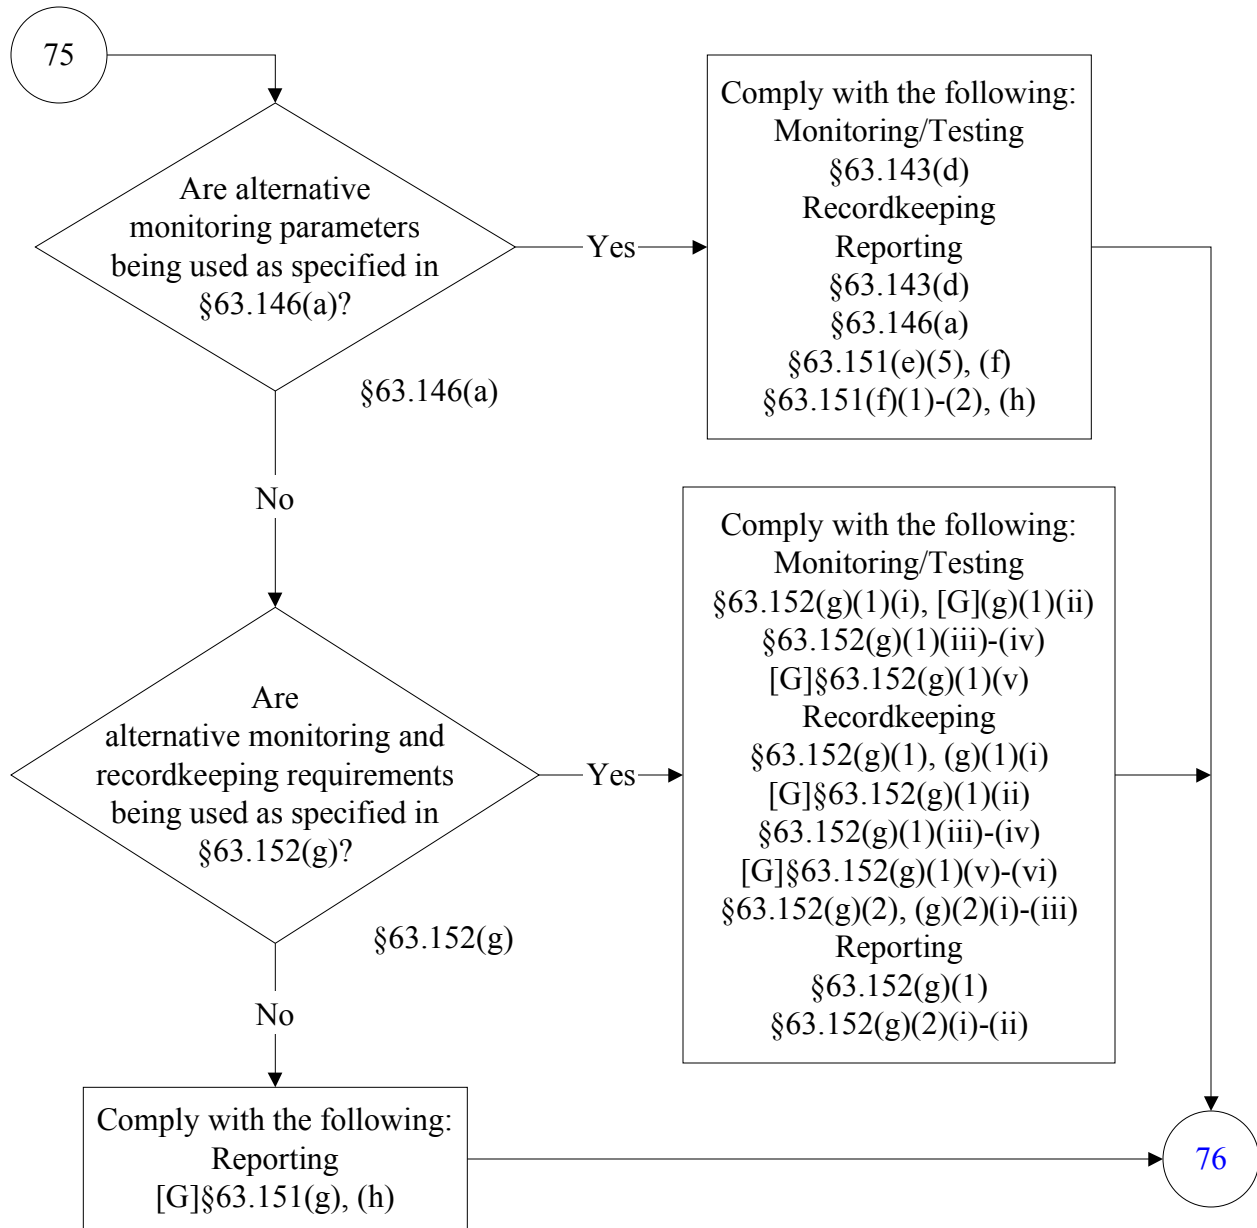 75
Are alternative
monitoring parameters
being used as specified in
§63.146(a)?
§63.146(a)
Yes
Comply with the following:
Monitoring/Testing
§63.143(d)
Recordkeeping
Reporting
§63.143(d)
§63.146(a)
§63.151(e)(5), (f)
§63.151(f)(1)-(2), (h)
No
Are
alternative monitoring and
recordkeeping requirements
being used as specified in
§63.152(g)?
§63.152(g)
Yes
Comply with the following:
Monitoring/Testing
§63.152(g)(1)(i), [G](g)(1)(ii)
§63.152(g)(1)(iii)-(iv)
[G]§63.152(g)(1)(v)
Recordkeeping
§63.152(g)(1), (g)(1)(i)
[G]§63.152(g)(1)(ii)
§63.152(g)(1)(iii)-(iv)
[G]§63.152(g)(1)(v)-(vi)
§63.152(g)(2), (g)(2)(i)-(iii)
Reporting
§63.152(g)(1)
§63.152(g)(2)(i)-(ii)
No
Comply with the following:
Reporting
[G]§63.151(g), (h)
76